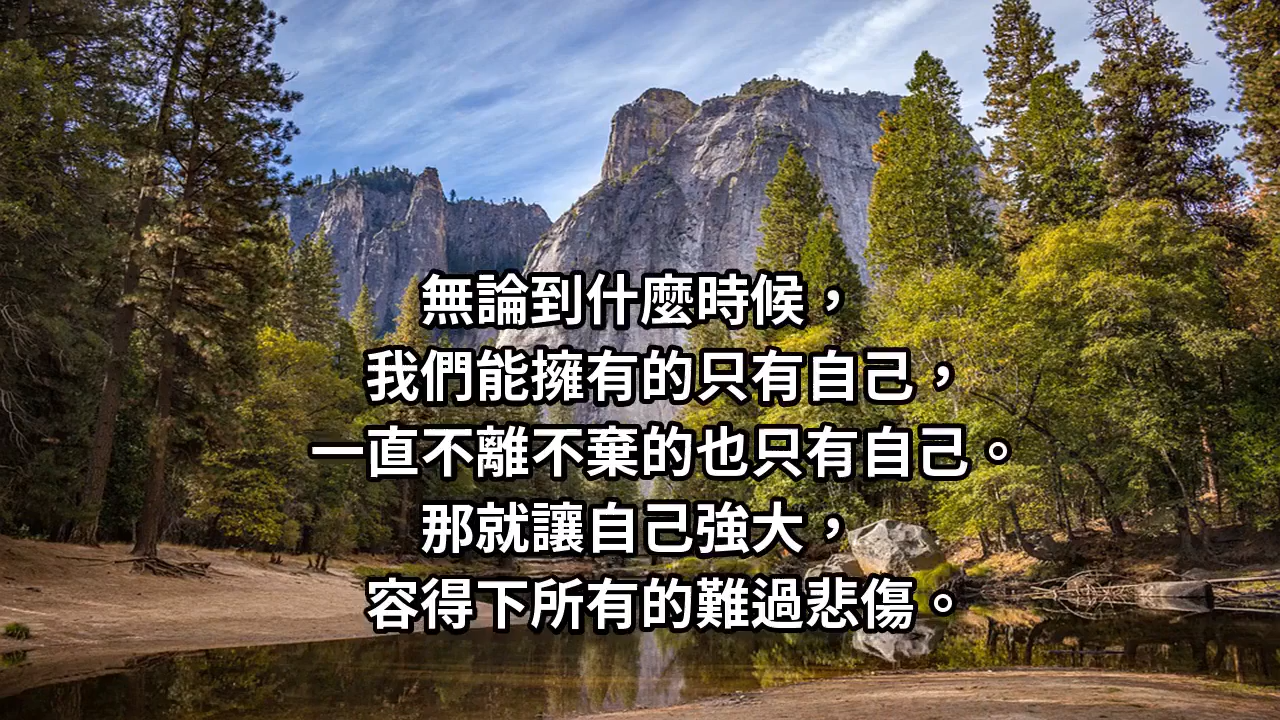 無論到什麼時候，
我們能擁有的只有自己，
一直不離不棄的也只有自己。
那就讓自己強大，
容得下所有的難過悲傷。